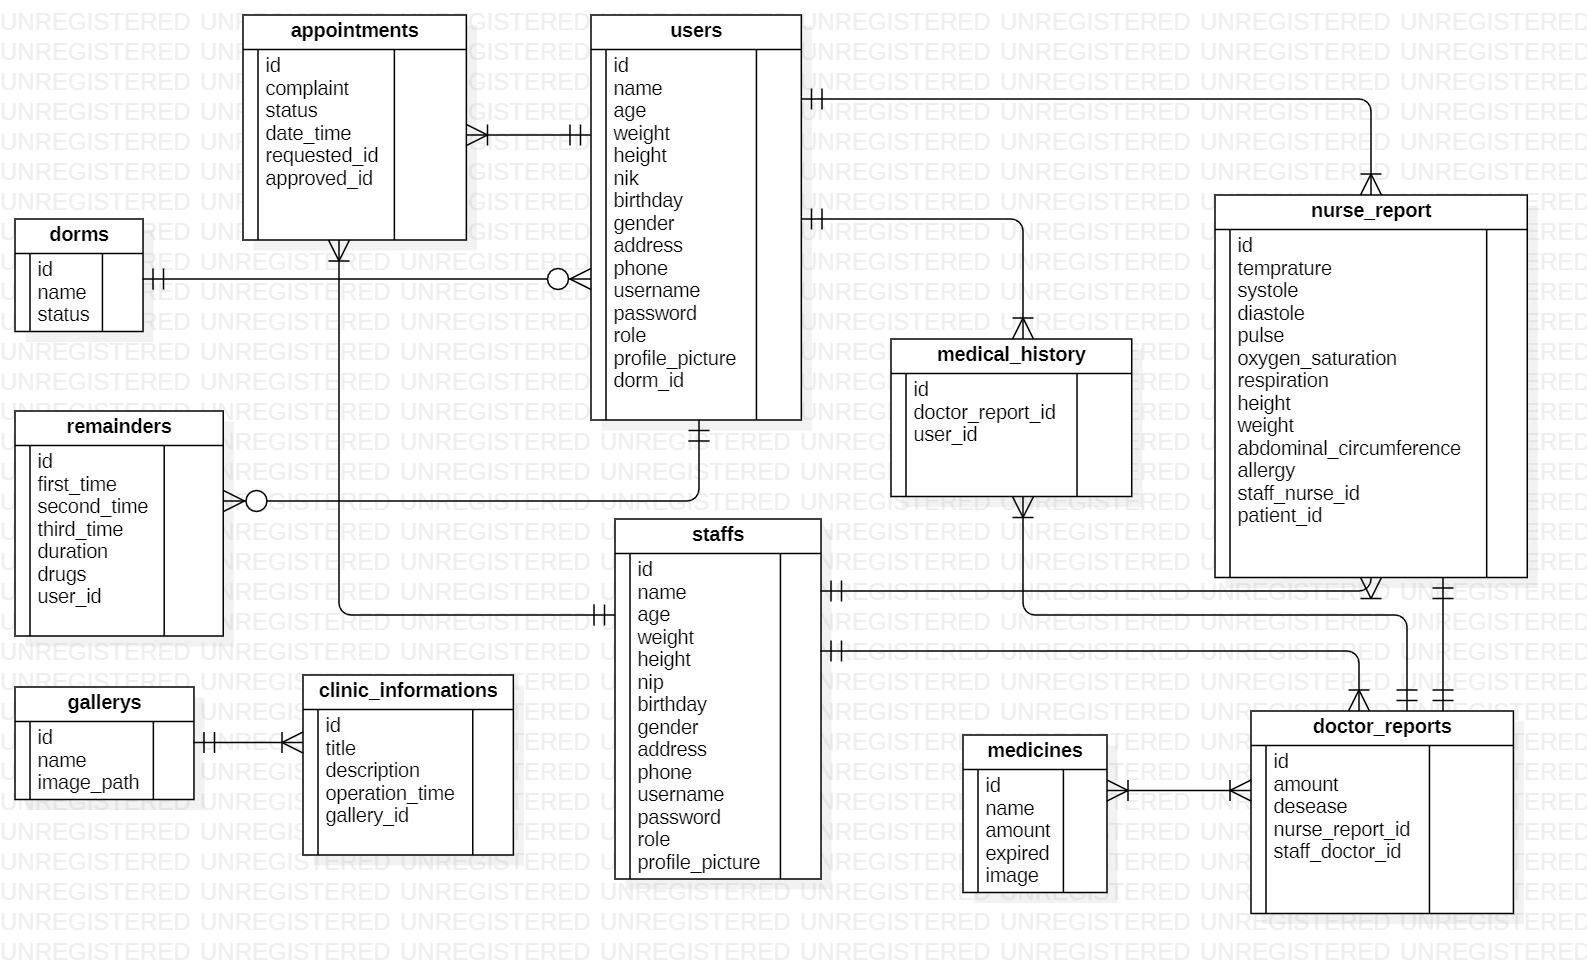 appointments
id
complaint
status
date_time
requested_id
approved_id
users
id
name
age
weight
height
nik
birthday
gender
address
phone
username
password
role
profile_picture
dorm_id
nurse_report
id
temprature
systole
diastole
pulse
oxygen_saturation
respiration
height
weight
abdominal_circumference
allergy
staff_nurse_id
patient_id
dorms
id
name
status
medical_history
id
doctor_report_id
user_id
remainders
id
first_time
second_time
third_time
duration
drugs
user_id
staffs
id
name
age
weight
height
nip
birthday
gender
address
phone
username
password
role
profile_picture
gallerys
id
name
image_path
clinic_informations
id
title
description
operation_time
gallery_id
medicines
id
name
amount
expired
image
doctor_reports
id
amount
desease
nurse_report_id
staff_doctor_id
UNREGISTERED